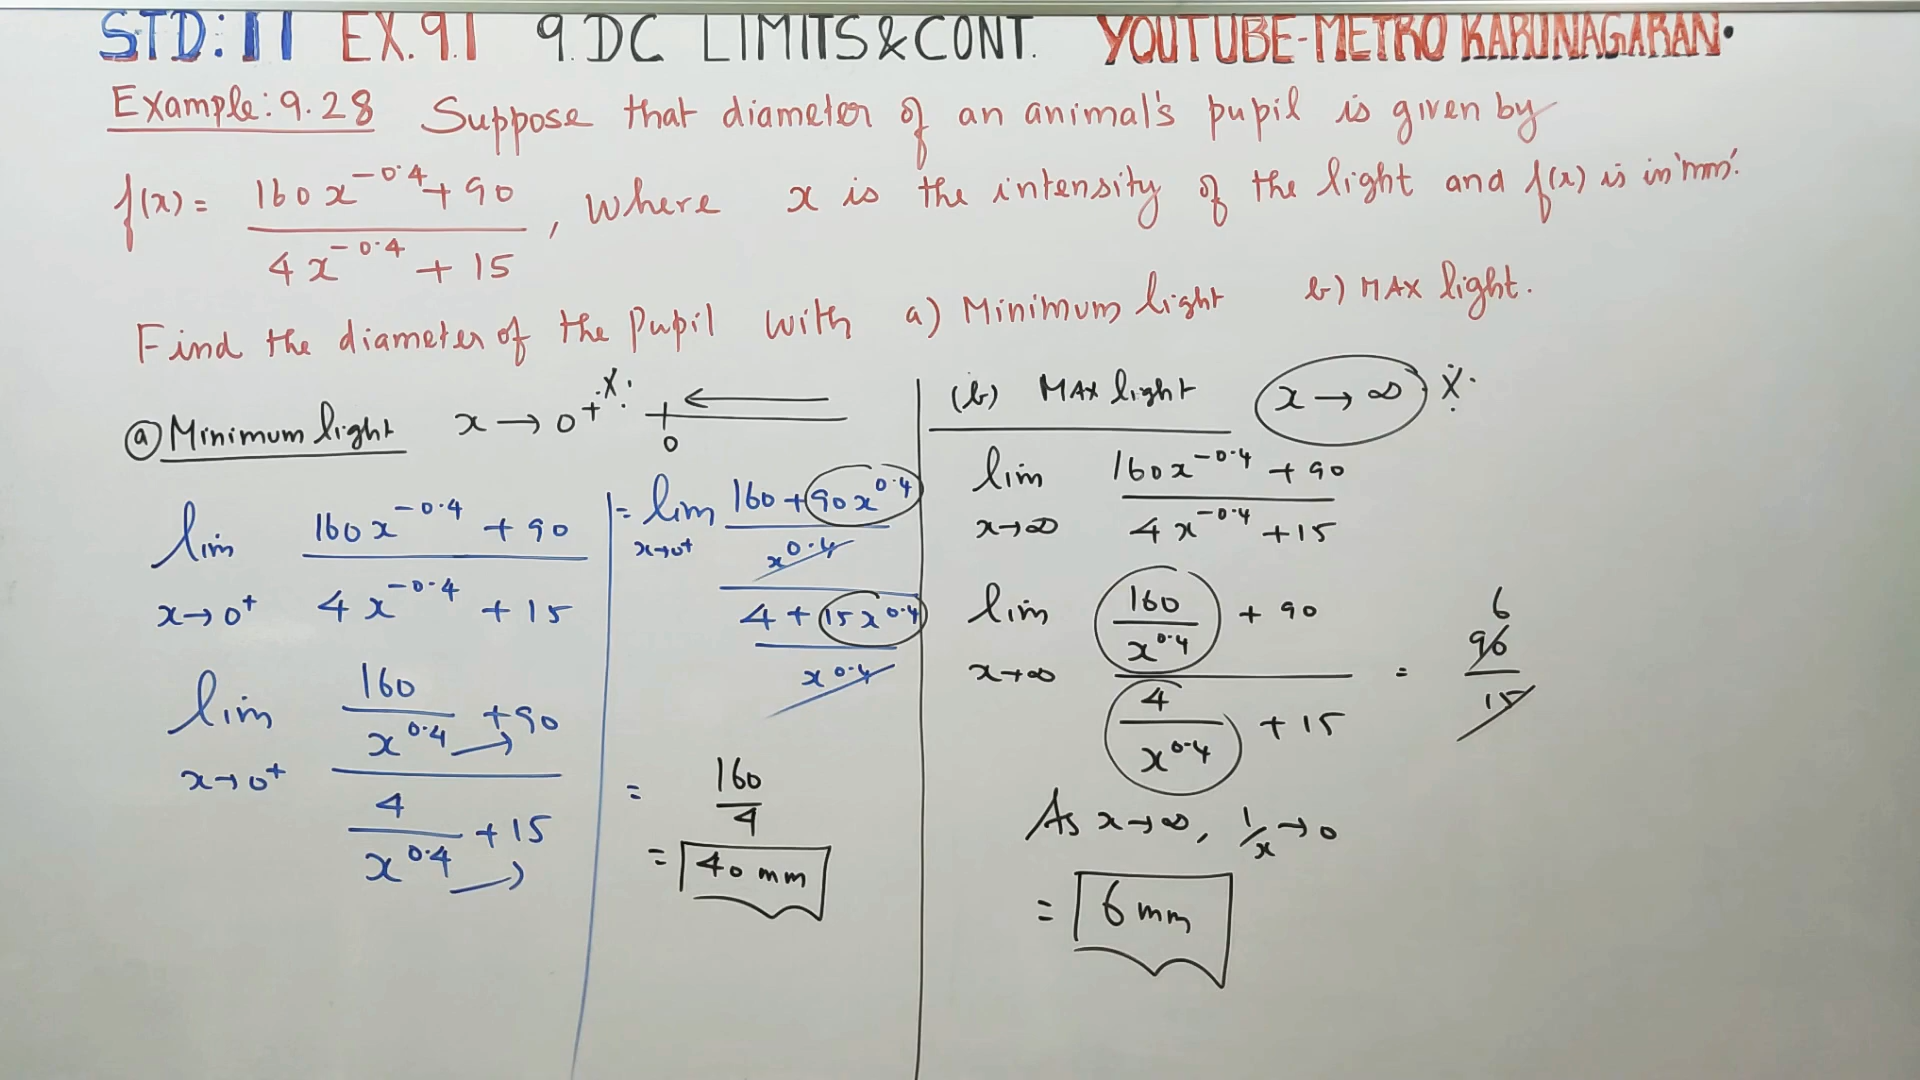 STD: 11 EX.9.1 9.DC LIMITS & CONT. YOUTUBE-METRO KARUNAGARAN.
Example: 9.28 Suppose that diameter of an animal's pupil is given by
f(x) = (160x^-0.4 + 90) / (4x^-0.4 + 15), where x is the intensity of the light and f(x) is in 'mm'.
Find the diameter of the Pupil with a) Minimum light b) MAX light.
(a) Minimum light x → 0+
0
lim x→0+ (160x^-0.4 + 90) / (4x^-0.4 + 15)
lim x→0+ (160/x^0.4 + 90) / (4/x^0.4 + 15)
= lim x→0+ ((160 + 90x^0.4)/x^0.4) / ((4 + 15x^0.4)/x^0.4)
= 160/4
= 40 mm
(b) MAX light x → ∞
lim x→∞ (160x^-0.4 + 90) / (4x^-0.4 + 15)
lim x→∞ (160/x^0.4 + 90) / (4/x^0.4 + 15) = 90/15 6
As x→∞, 1/x→0
= 6 mm